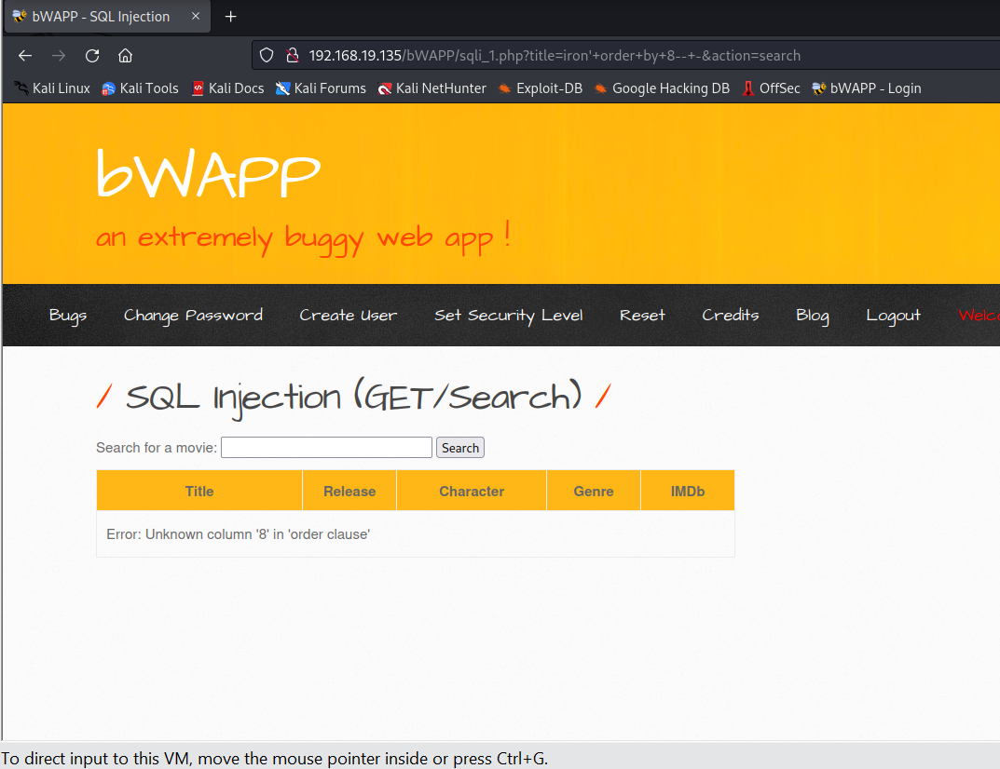 bWAPP - SQL Injection
192.168.19.135/bWAPP/sqli_1.php?title=iron'+order+by+8--+-&action=search
Kali Linux Kali Tools Kali Docs Kali Forums Kali NetHunter Exploit-DB Google Hacking DB OffSec bWAPP - Login
bWAPP
an extremely buggy web app !
Bugs Change Password Create User Set Security Level Reset Credits Blog Logout
/ SQL Injection (GET/Search) /
Search for a movie: Search
Title Release Character Genre IMDb
Error: Unknown column '8' in 'order clause'
To direct input to this VM, move the mouse pointer inside or press Ctrl+G.